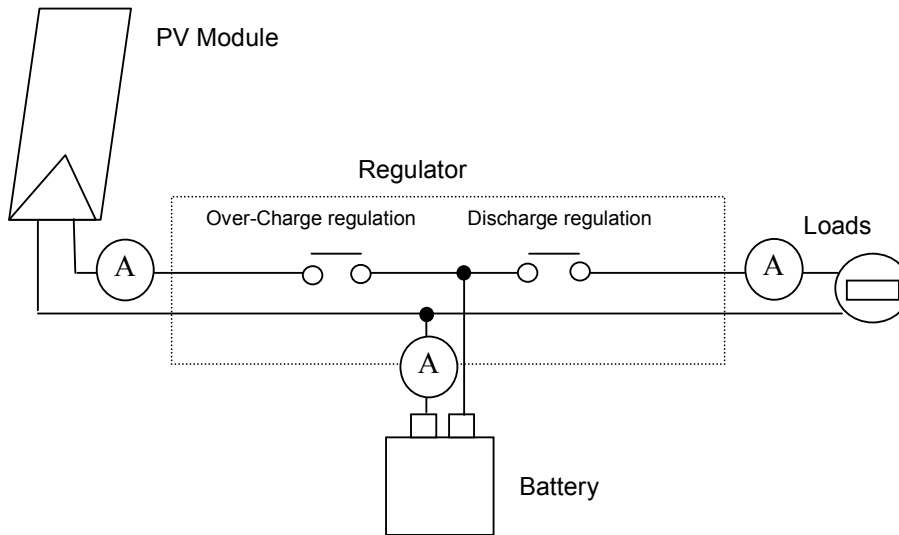 PV Module
Regulator
Over-Charge regulation
Discharge regulation
Loads
A
A
A
Battery